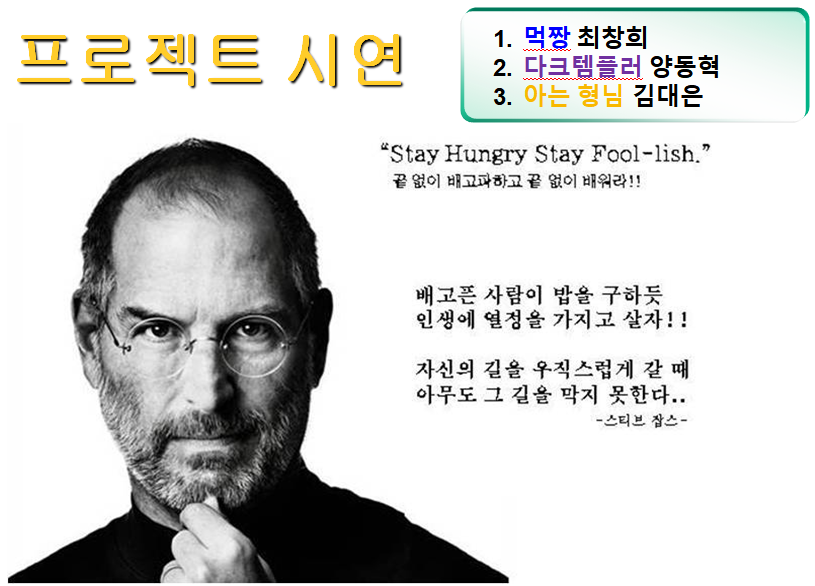 프로젝트 시연
1. 먹짱 최창희
2. 다크템플러 양동혁
3. 아는 형님 김대은
“Stay Hungry Stay Fool-lish.”
끝 없이 배고파하고 끝 없이 배워라!!
배고픈 사람이 밥을 구하듯
인생에 열정을 가지고 살자!!
자신의 길을 우직스럽게 갈 때
아무도 그 길을 막지 못한다..
-스티브 잡스-